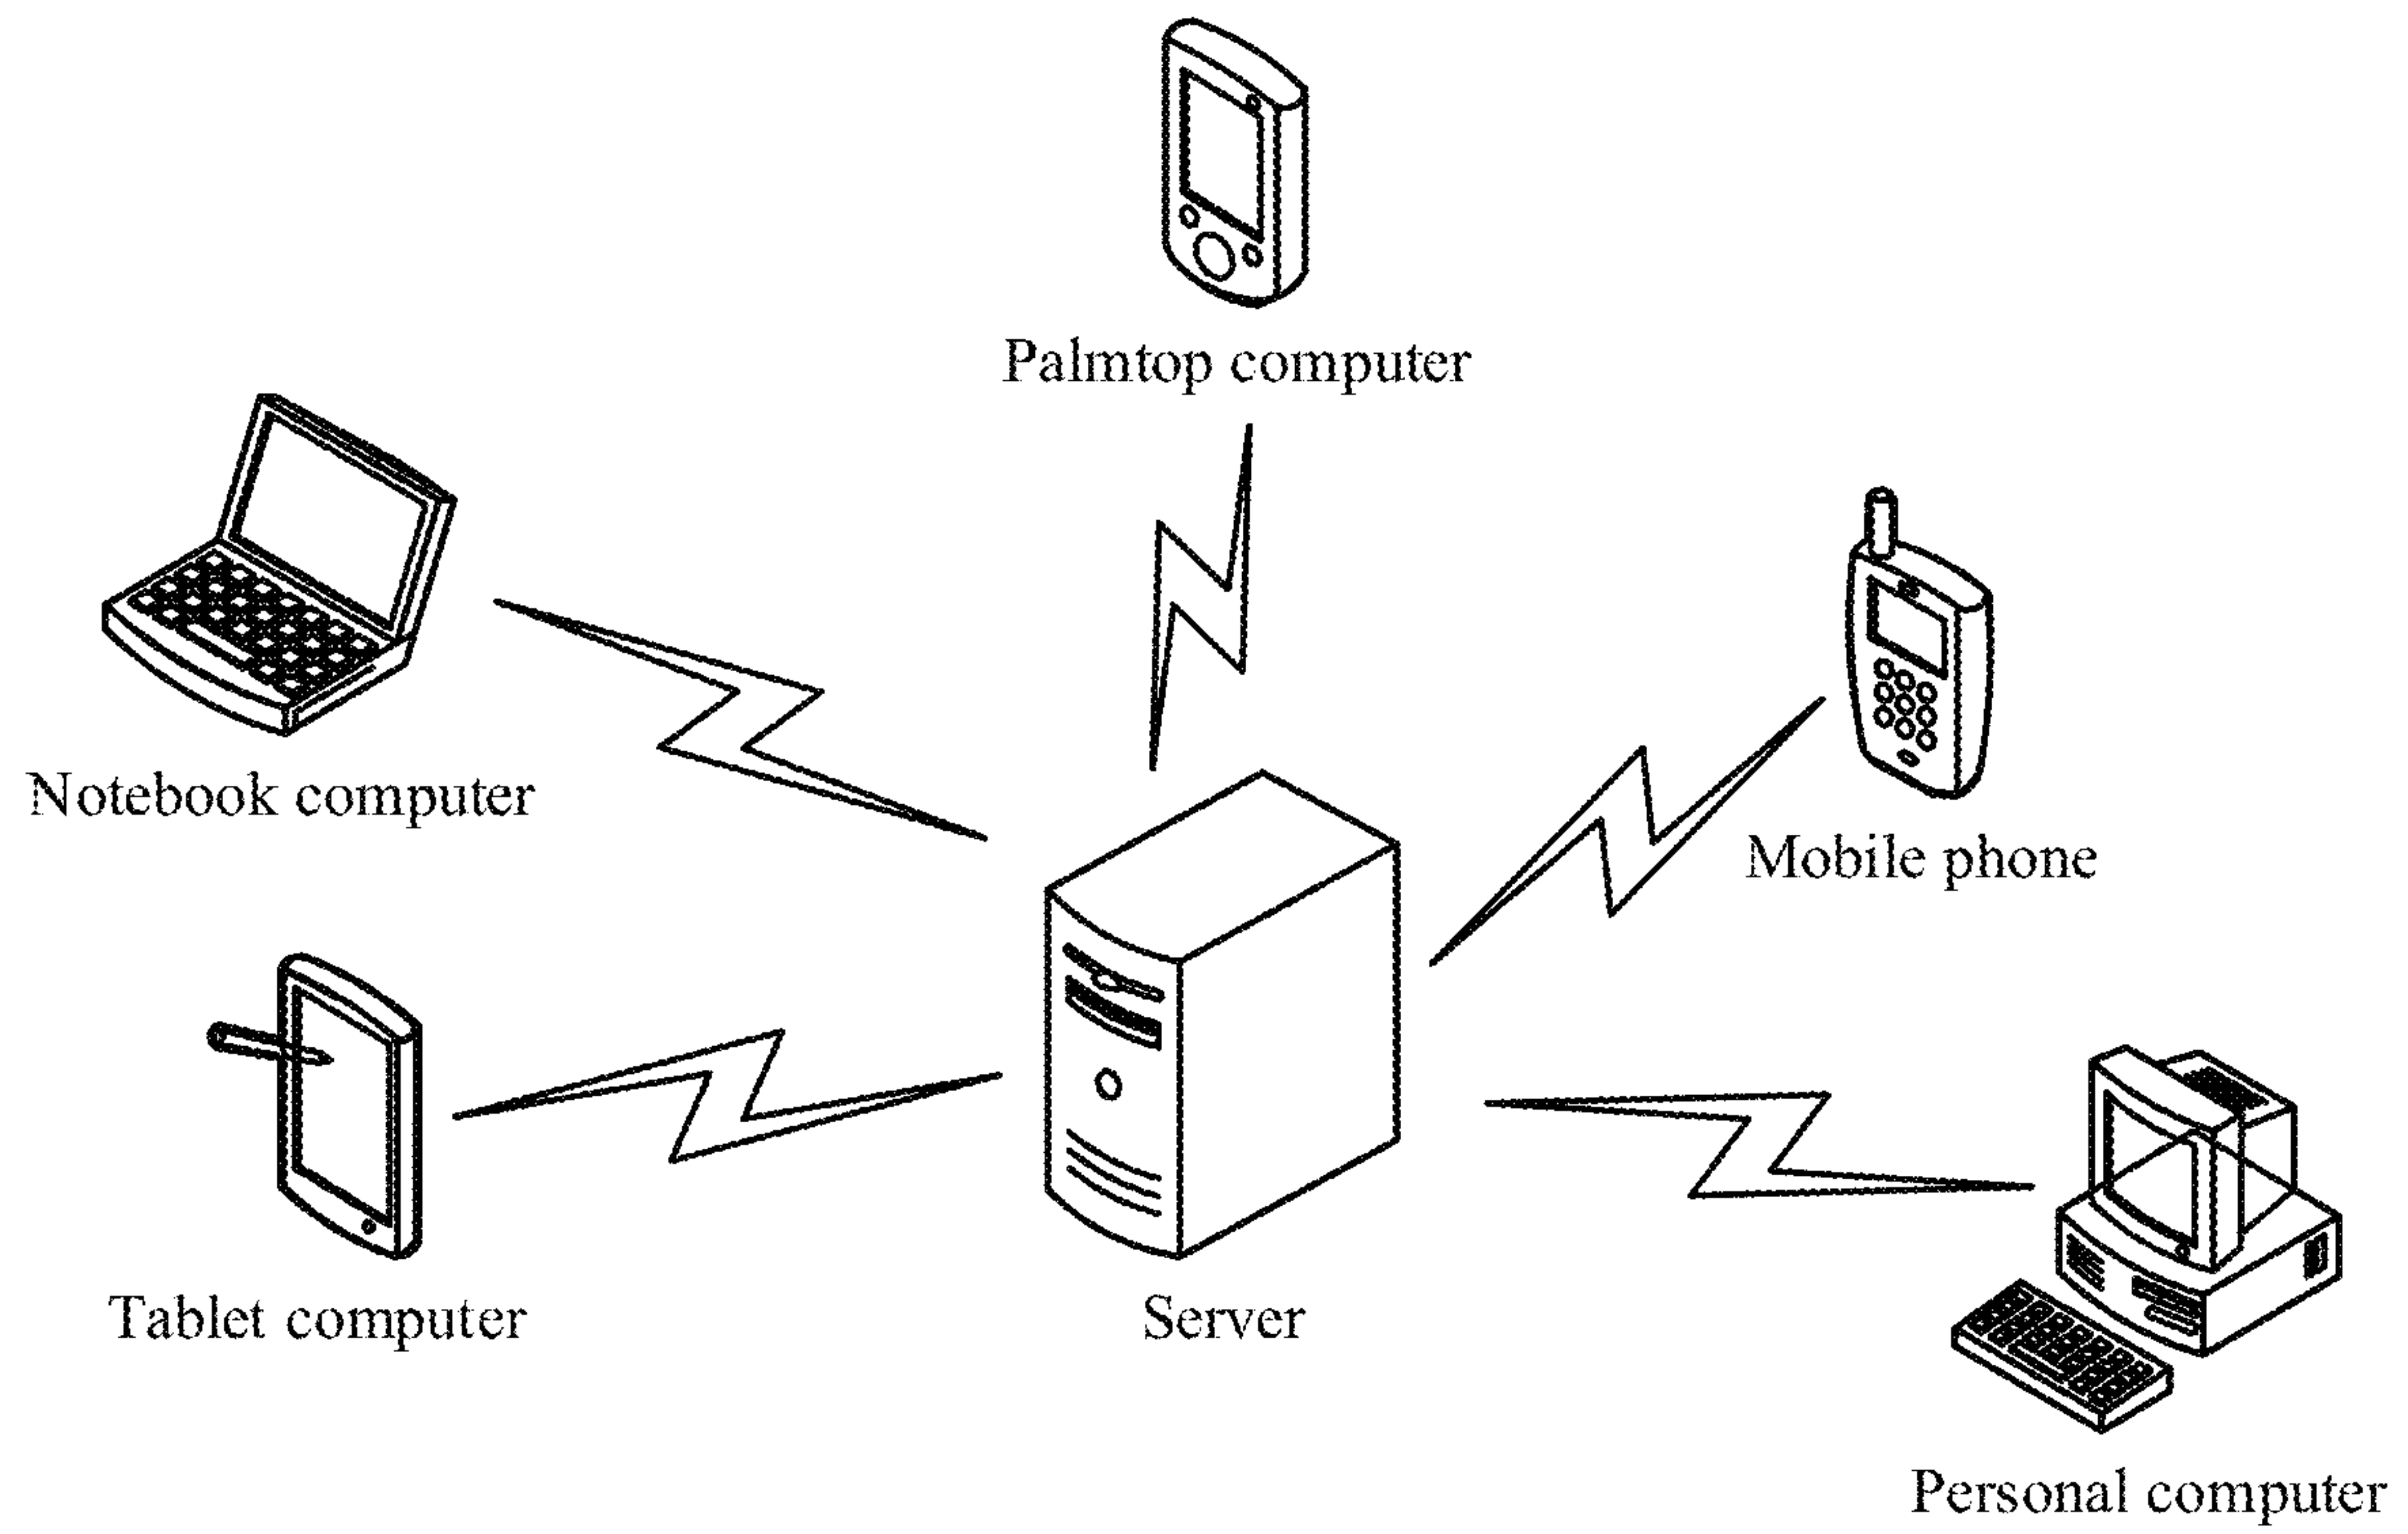 Palmtop computer
Notebook computer
Mobile phone
Tablet computer
Server
Personal computer